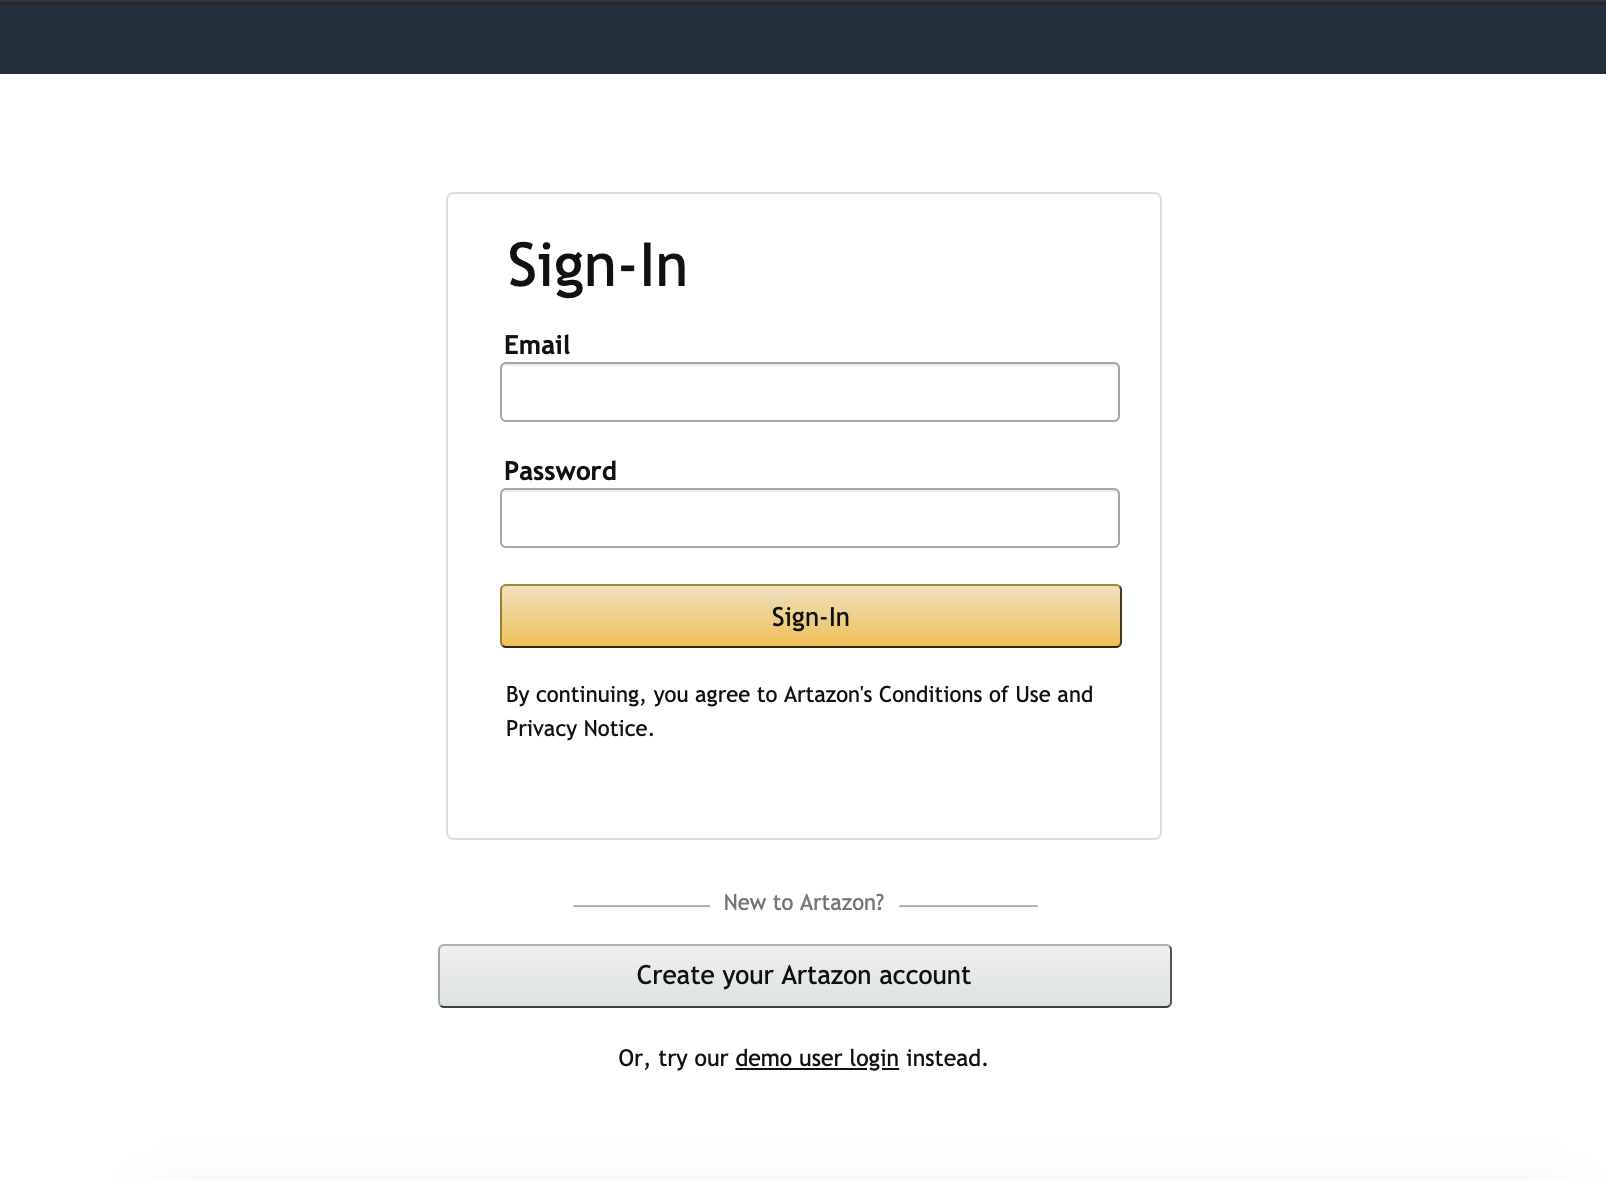 Sign-In
Email
Password
Sign-In
By continuing, you agree to Artazon's Conditions of Use and
Privacy Notice.
New to Artazon?
Create your Artazon account
Or, try our demo user login instead.